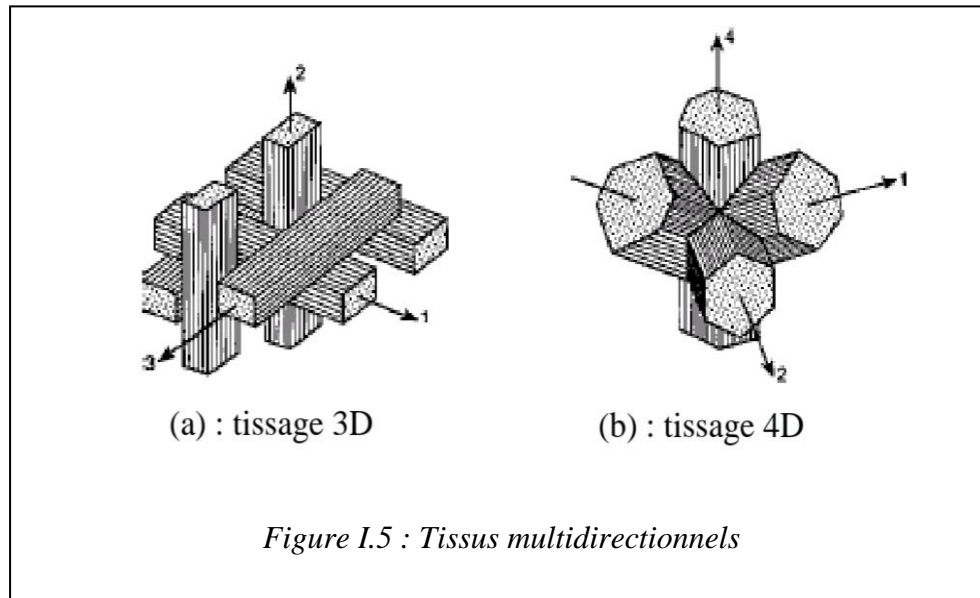 4
2
1
1
3
2
(a) : tissage 3D
(b) : tissage 4D
Figure I.5 : Tissus multidirectionnels